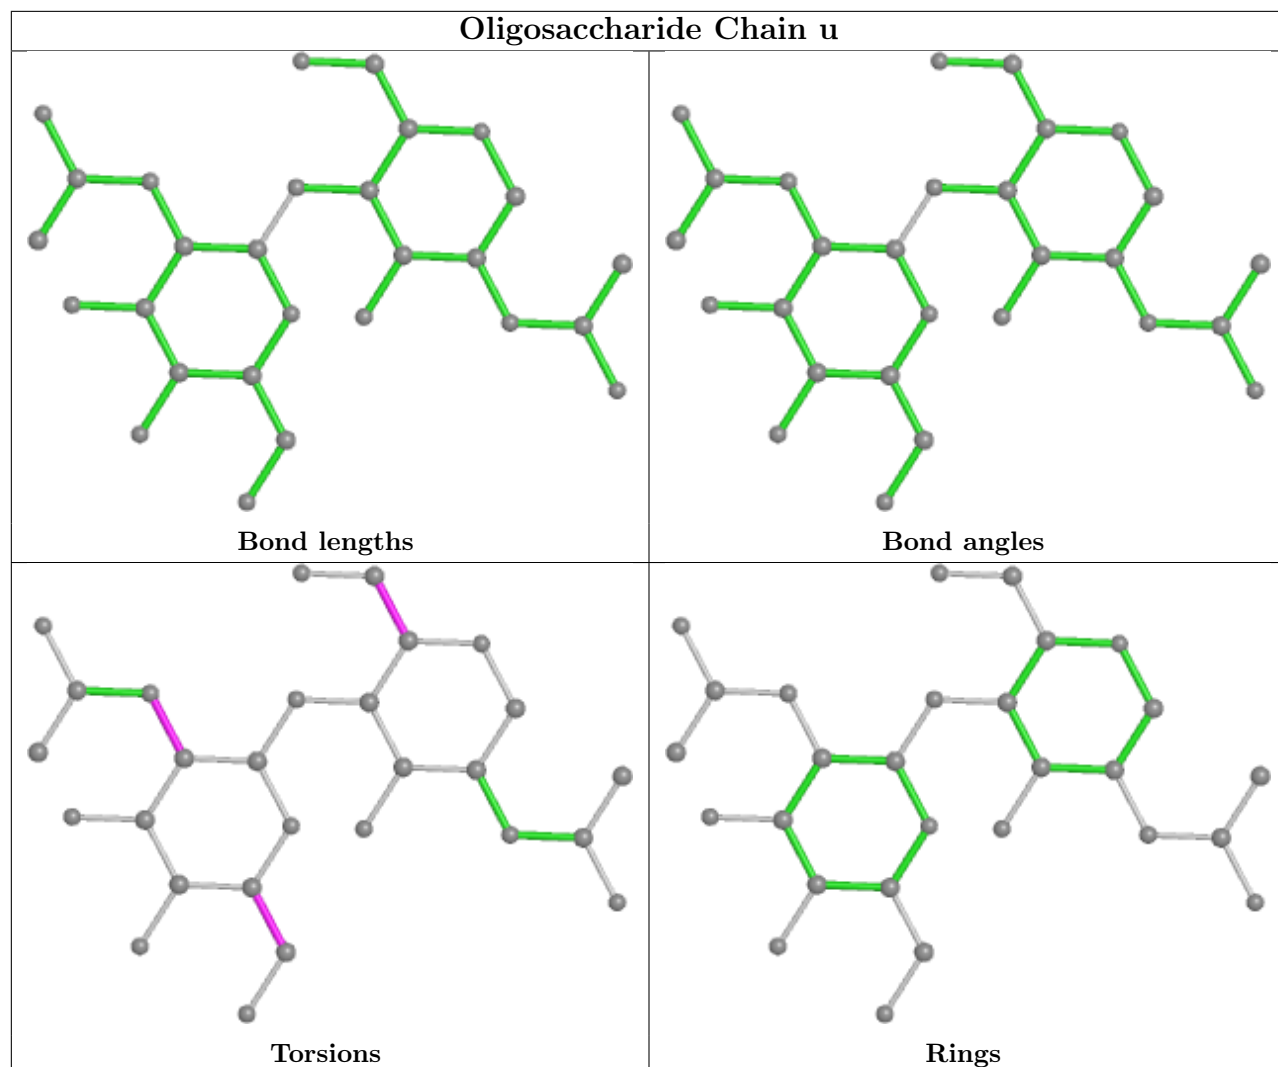 Oligosaccharide Chain u
Bond lengths
Bond angles
Torsions
Rings